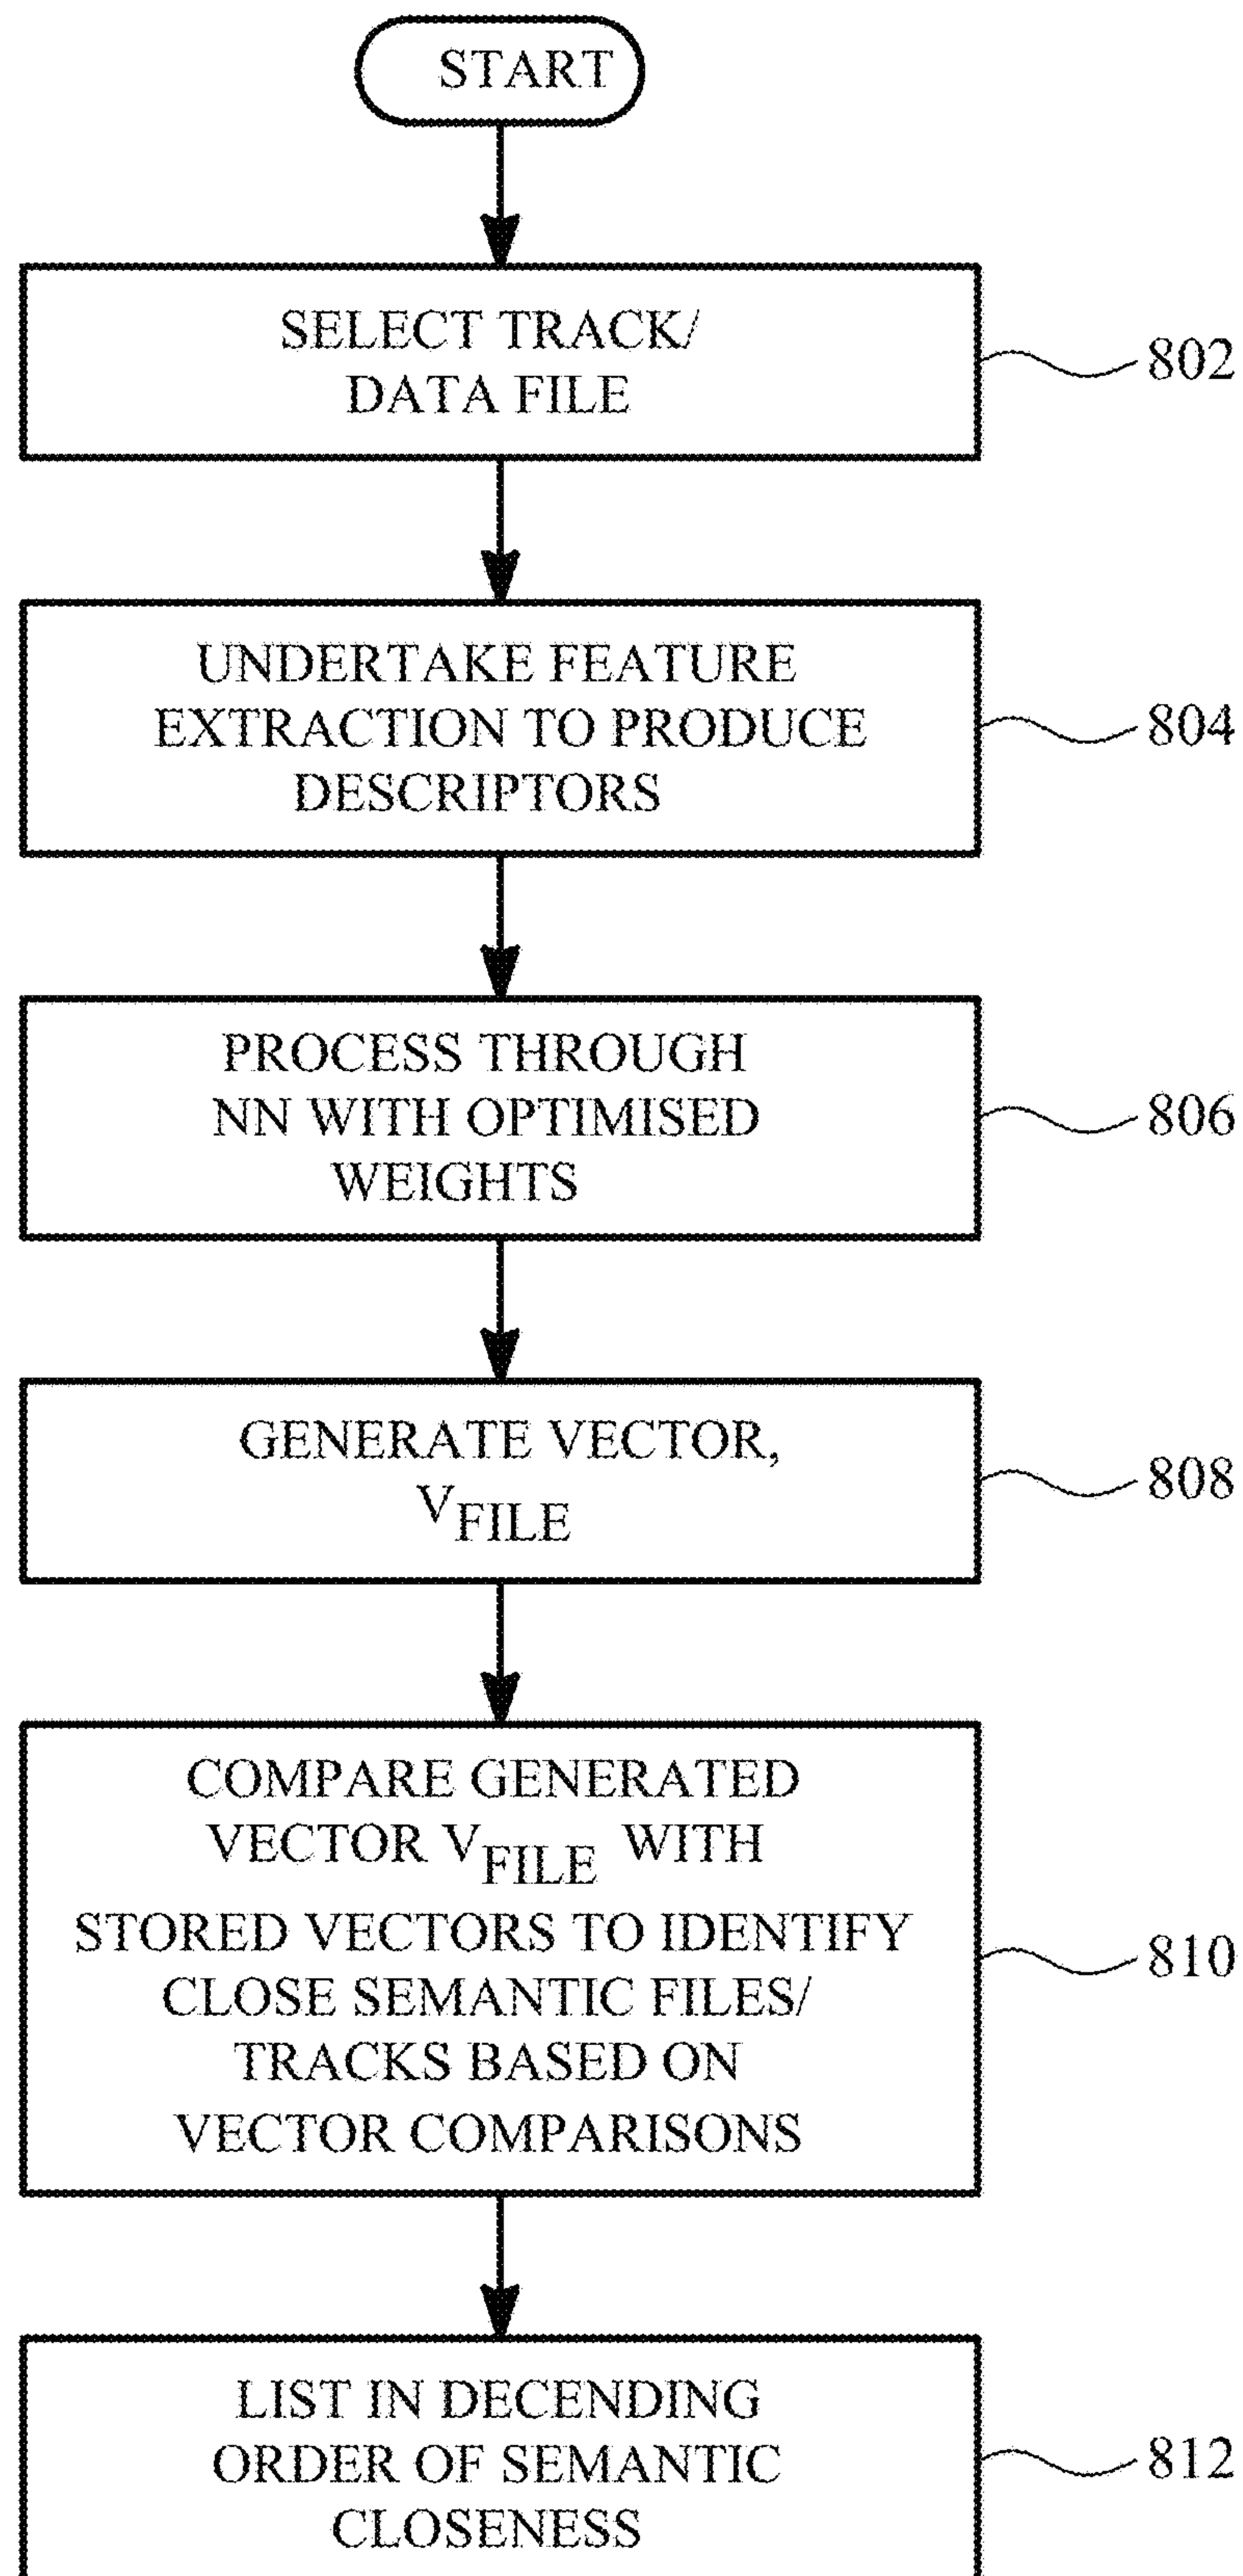 START
SELECT TRACK/
DATA FILE
802
UNDERTAKE FEATURE
EXTRACTION TO PRODUCE
DESCRIPTORS
804
PROCESS THROUGH
NN WITH OPTIMISED
WEIGHTS
806
GENERATE VECTOR,
VFILE
808
COMPARE GENERATED
VECTOR VFILE WITH
STORED VECTORS TO IDENTIFY
CLOSE SEMANTIC FILES/
TRACKS BASED ON
VECTOR COMPARISONS
810
LIST IN DECENDING
ORDER OF SEMANTIC
CLOSENESS
812